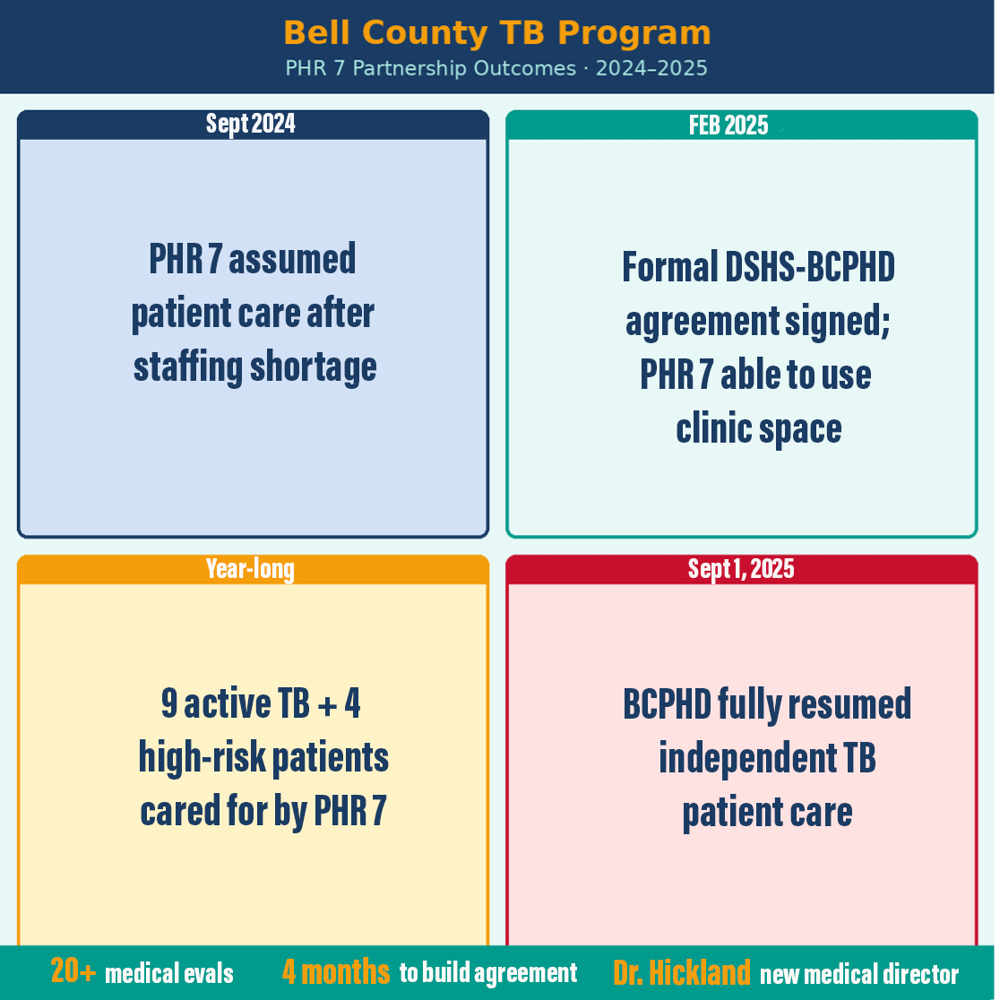 Bell County TB Program
PHR 7 Partnership Outcomes · 2024–2025
Sept 2024
PHR 7 assumed
patient care after
staffing shortage
FEB 2025
Formal DSHS-BCPHD
agreement signed;
PHR 7 able to use
clinic space
Year-long
9 active TB + 4
high-risk patients
cared for by PHR 7
Sept 1, 2025
BCPHD fully resumed
independent TB
patient care
20+ medical evals
4 months to build agreement
Dr. Hickland new medical director